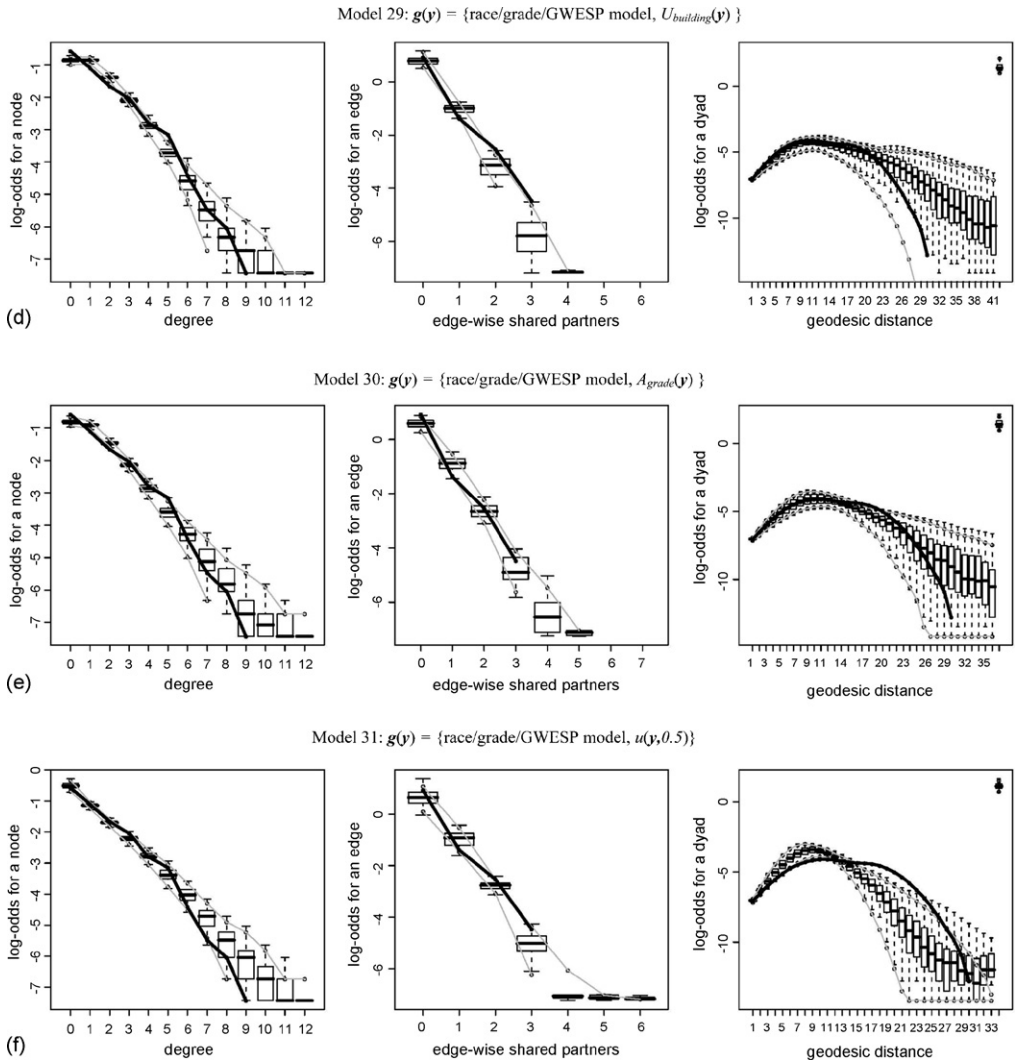 Model 29: g(y) = {race/grade/GWESP model, U_building(y) }
log-odds for a node
-1
-2
-3
-4
-5
-6
-7
0 1 2 3 4 5 6 7 8 9 10 11 12
degree
log-odds for an edge
0
-2
-4
-6
0 1 2 3 4 5 6
edge-wise shared partners
log-odds for a dyad
0
-5
-10
1 3 5 7 9 11 14 17 20 23 26 29 32 35 38 41
geodesic distance
(d)
Model 30: g(y) = {race/grade/GWESP model, A_grade(y) }
log-odds for a node
-1
-2
-3
-4
-5
-6
-7
0 1 2 3 4 5 6 7 8 9 10 11 12
degree
log-odds for an edge
0
-2
-4
-6
0 1 2 3 4 5 6 7
edge-wise shared partners
log-odds for a dyad
0
-5
-10
1 3 5 7 9 11 14 17 20 23 26 29 32 35
geodesic distance
(e)
Model 31: g(y) = {race/grade/GWESP model, u(y,0.5)}
log-odds for a node
0
-1
-2
-3
-4
-5
-6
-7
0 1 2 3 4 5 6 7 8 9 10 11 12
degree
log-odds for an edge
0
-2
-4
-6
0 1 2 3 4 5 6
edge-wise shared partners
log-odds for a dyad
0
-5
-10
1 3 5 7 9 11 13 15 17 19 21 23 25 27 29 31 33
geodesic distance
(f)